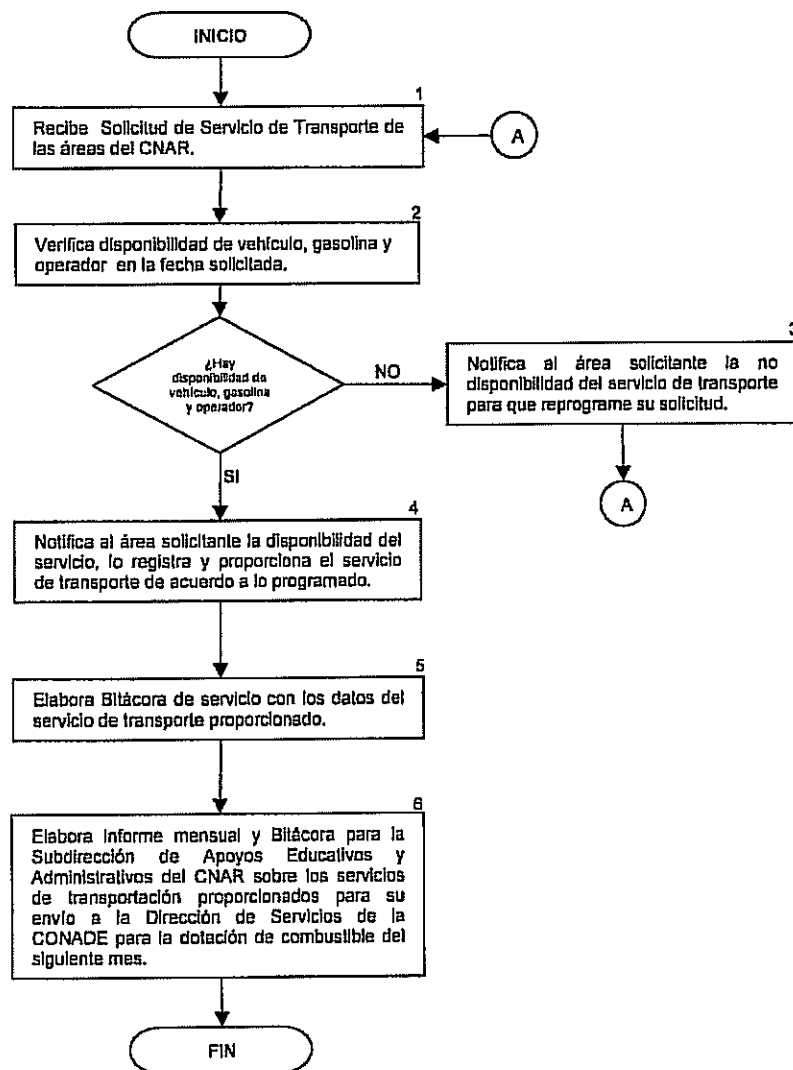 INICIO
1
Recibe Solicitud de Servicio de Transporte de
las áreas del CNAR.
A
2
Verifica disponibilidad de vehículo, gasolina y
operador en la fecha solicitada.
¿Hay
disponibilidad de
vehículo, gasolina
y operador?
NO
3
Notifica al área solicitante la no
disponibilidad del servicio de transporte
para que reprograme su solicitud.
A
SI
4
Notifica al área solicitante la disponibilidad del
servicio, lo registra y proporciona el servicio
de transporte de acuerdo a lo programado.
5
Elabora Bitácora de servicio con los datos del
servicio de transporte proporcionado.
6
Elabora informe mensual y Bitácora para la
Subdirección de Apoyos Educativos y
Administrativos del CNAR sobre los servicios
de transportación proporcionados para su
envío a la Dirección de Servicios de la
CONADE para la dotación de combustible del
siguiente mes.
FIN